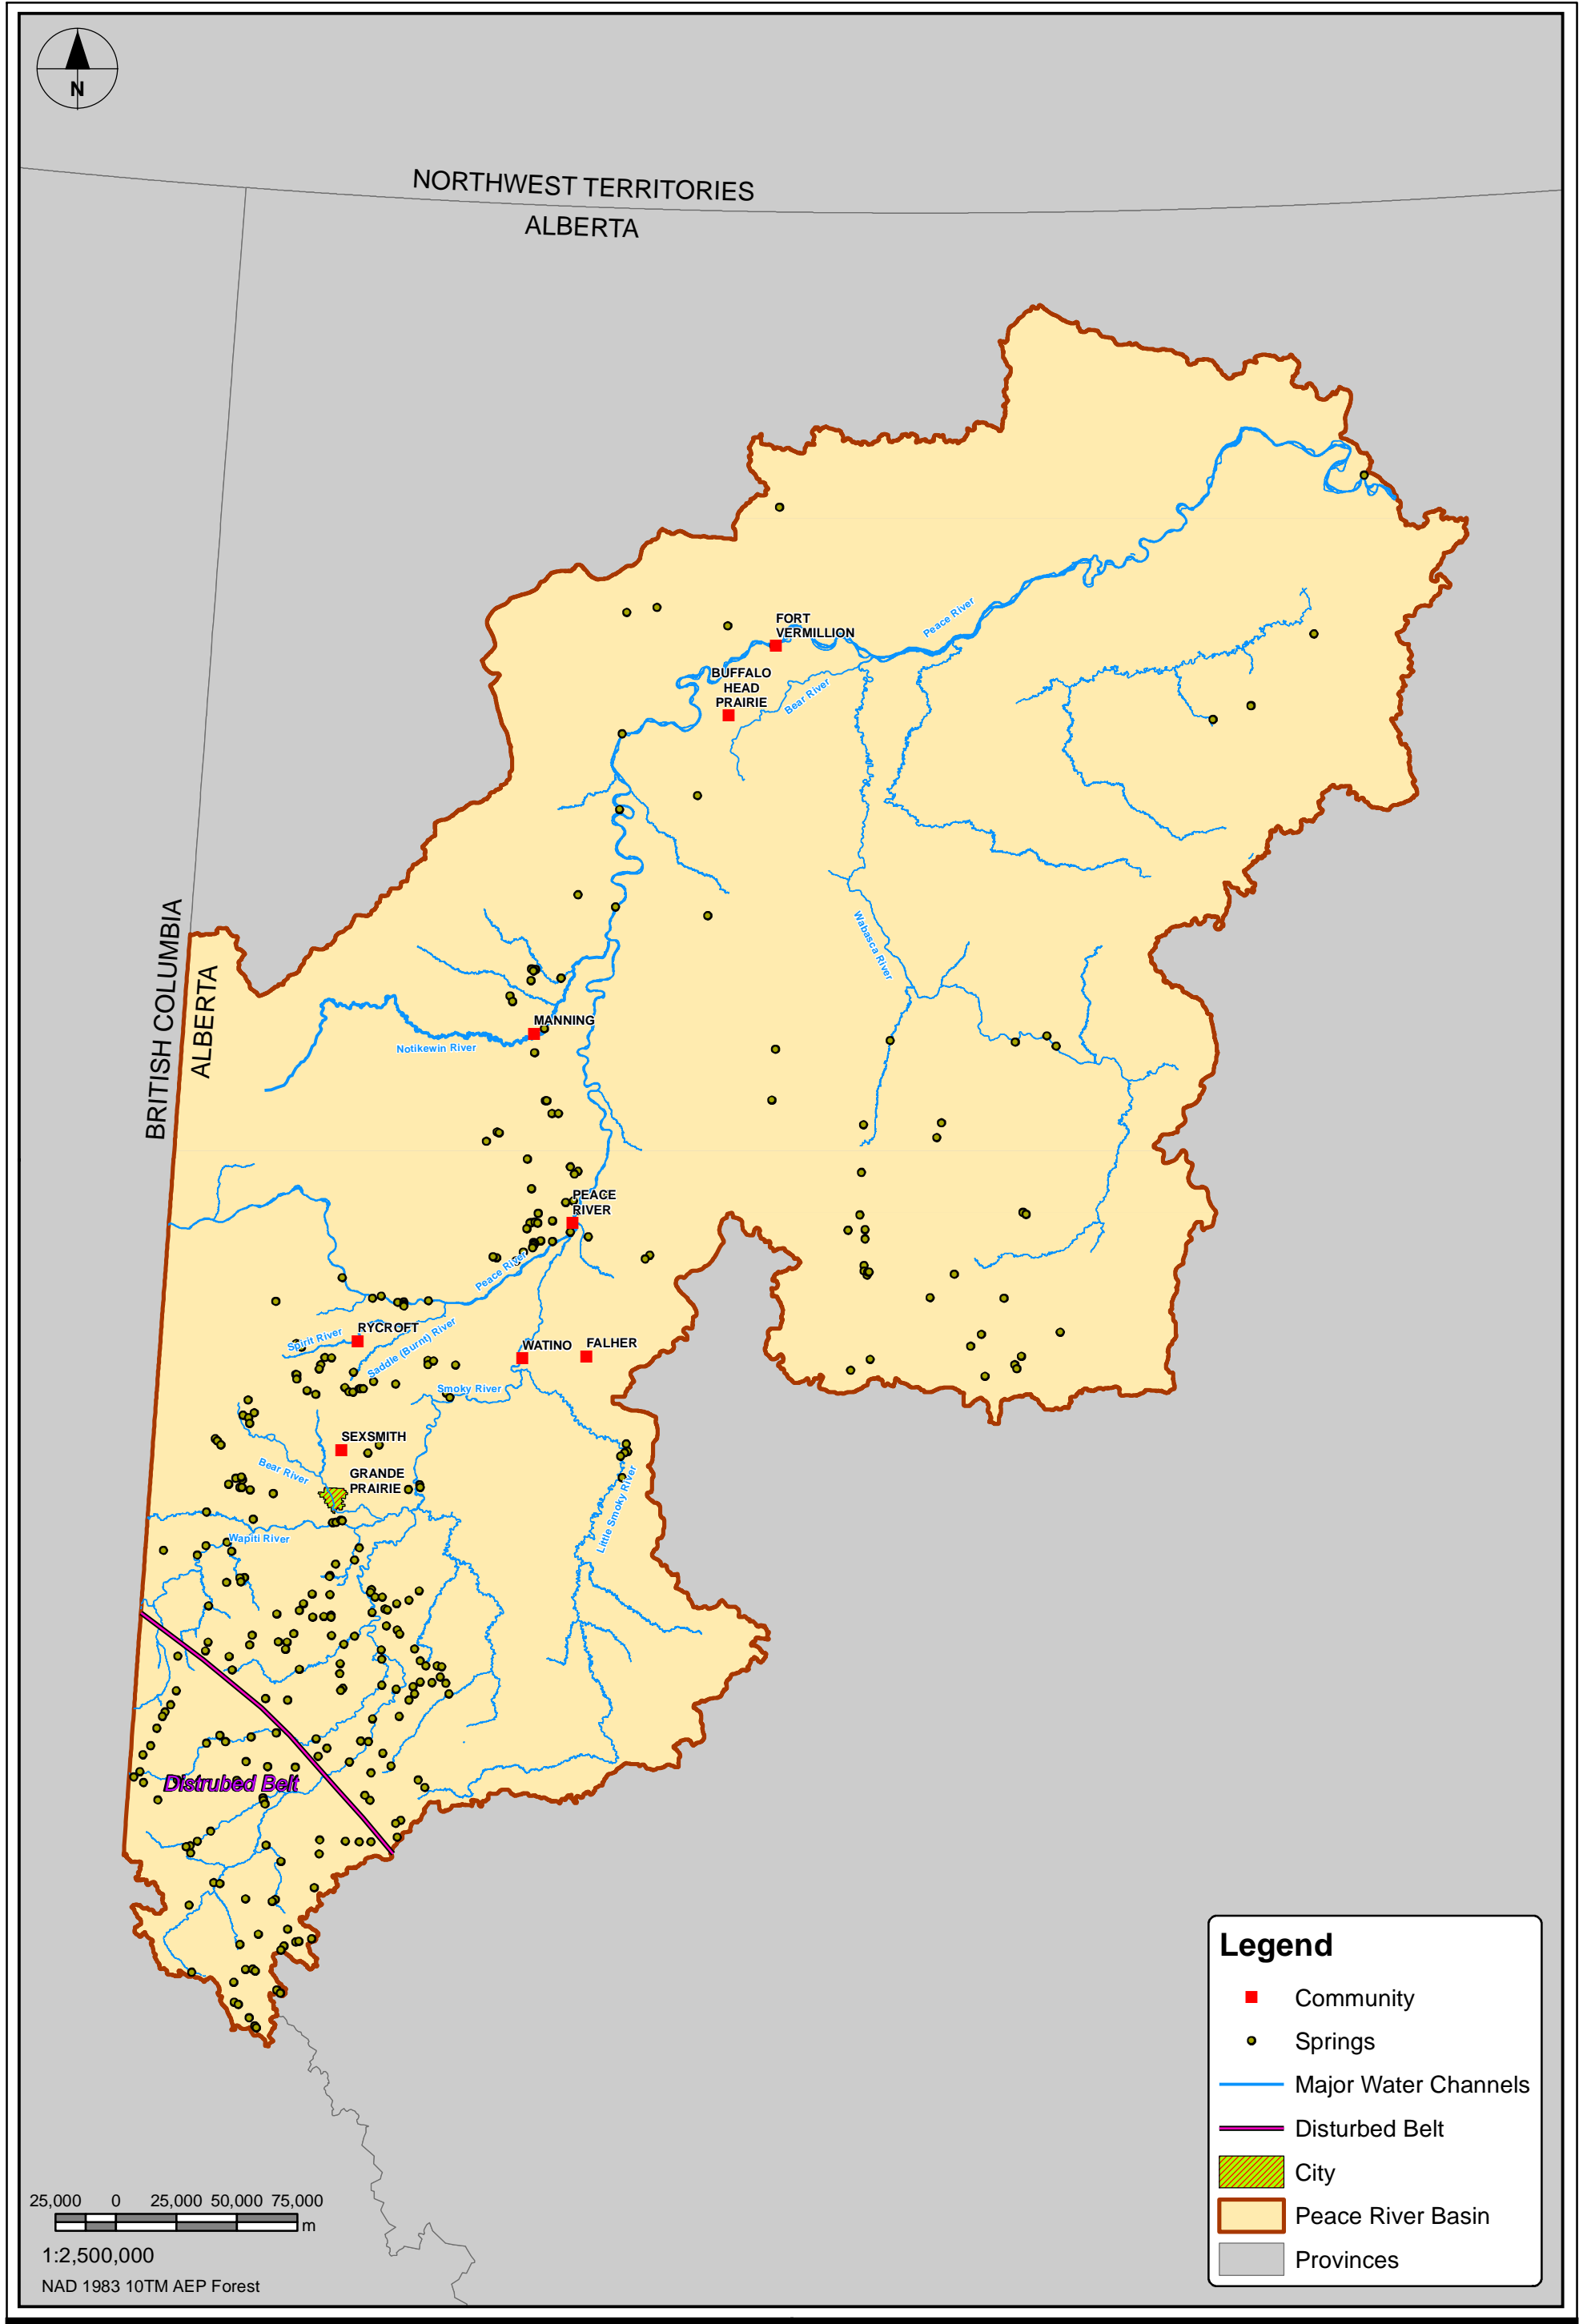 N
NORTHWEST TERRITORIES
ALBERTA
BRITISH COLUMBIA
ALBERTA
FORT
VERMILLION
Peace River
BUFFALO
HEAD
PRAIRIE
Bear River
Wabasca River
MANNING
Notikewin River
PEACE
RIVER
Peace River
RYCROFT
Spirit River
Saddle (Burnt) River
WATINO
FALHER
Smoky River
SEXSMITH
Bear River
GRANDE
PRAIRIE
Little Smoky River
Wapiti River
Distrubed Belt
Legend
Community
Springs
Major Water Channels
Disturbed Belt
City
Peace River Basin
Provinces
25,000 0 25,000 50,000 75,000
m
1:2,500,000
NAD 1983 10TM AEP Forest